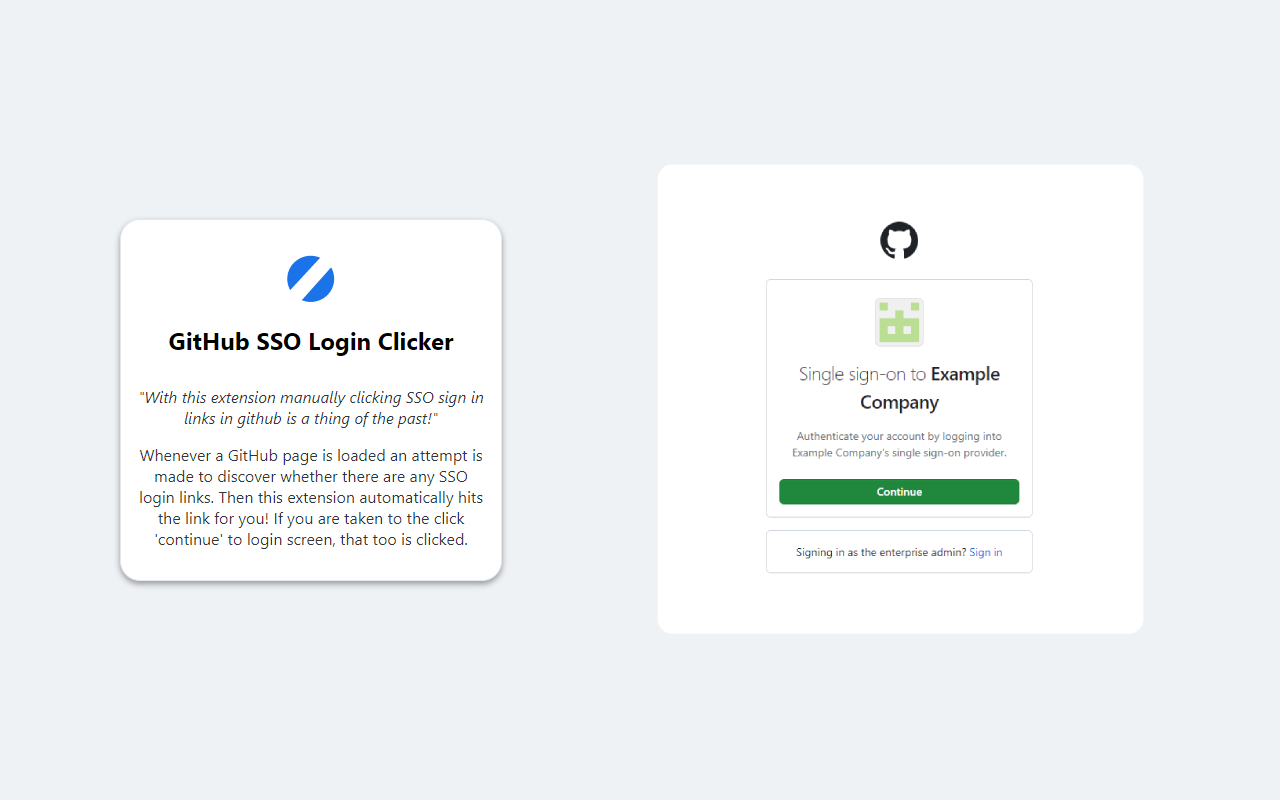 GitHub SSO Login Clicker
"With this extension manually clicking SSO sign in
links in github is a thing of the past!"
Whenever a GitHub page is loaded an attempt is
made to discover whether there are any SSO
login links. Then this extension automatically hits
the link for you! If you are taken to the click
'continue' to login screen, that too is clicked.
Single sign-on to Example
Company
Authenticate your account by logging into
Example Company's single sign-on provider.
Continue
Signing in as the enterprise admin? Sign in